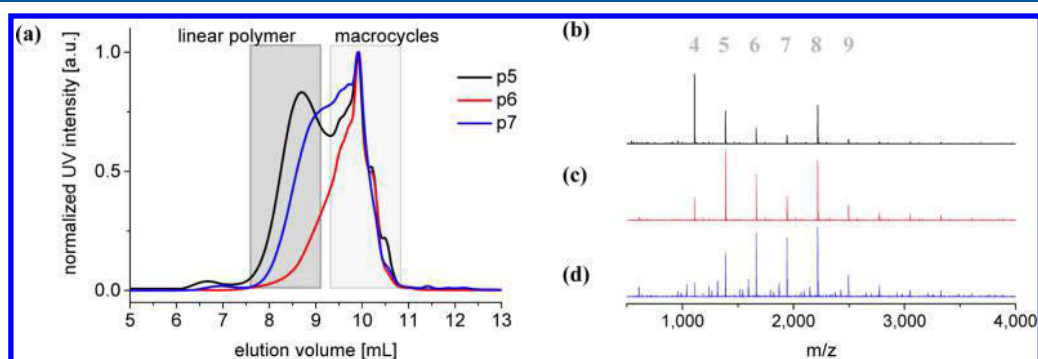 (a)
linear polymer macrocycles
1.0
0.5
0.0
normalized UV intensity [a.u.]
p5
p6
p7
5 6 7 8 9 10 11 12 13
elution volume [mL]
(b)
4 5 6 7 8 9
(c)
(d)
1,000 2,000 3,000 4,000
m/z